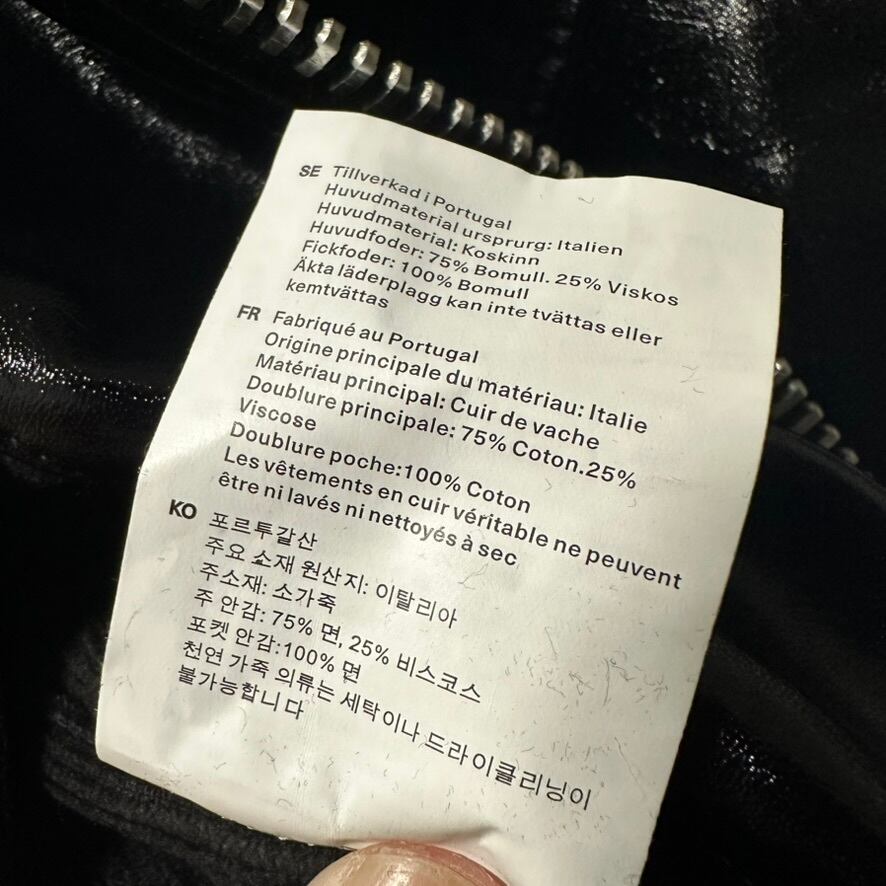 SE Tillverkad i Portugal
Huvudmaterial ursprurg: Italien
Huvudmaterial: Koskinn
Huvudfoder: 75% Bomull. 25% Viskos
Fickfoder: 100% Bomull
Äkta läderplagg kan inte tvättas eller
kemtvättas
FR Fabriqué au Portugal
Origine principale du matériau: Italie
Matériau principal: Cuir de vache
Doublure principale: 75% Coton.25%
Viscose
Doublure poche:100% Coton
Les vêtements en cuir véritable ne peuvent
être ni lavés ni nettoyés à sec
KO 포르투갈산
주요 소재 원산지: 이탈리아
주소재: 소가죽
주 안감: 75% 면, 25% 비스코스
포켓 안감:100% 면
천연 가죽 의류는 세탁이나 드라이클리닝이
불가능합니다